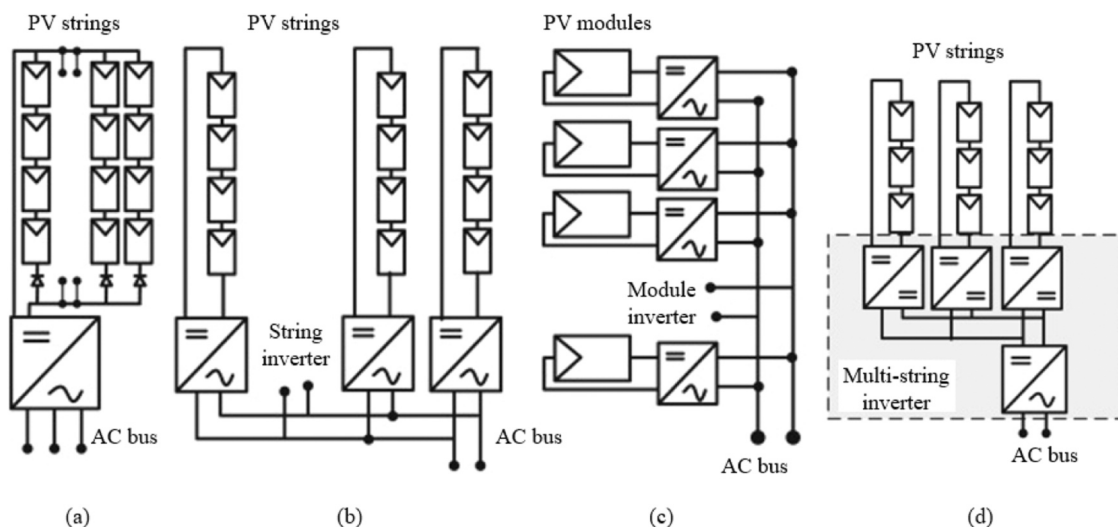 PV strings
PV strings
PV modules
PV strings
String
inverter
Module
inverter
Multi-string
inverter
AC bus
AC bus
AC bus
AC bus
(a)
(b)
(c)
(d)